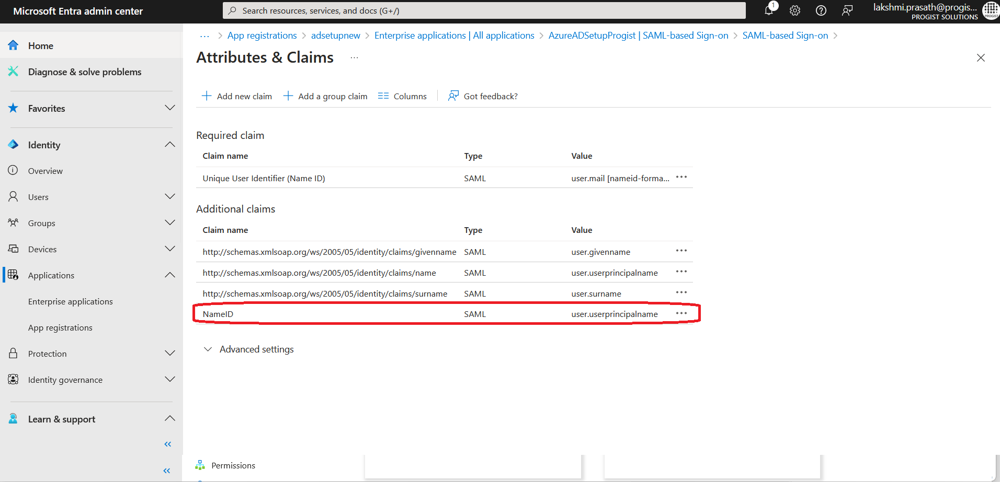 Microsoft Entra admin center
Search resources, services, and docs (G+/)
1
lakshmi.prasath@progis...
PROGIST SOLUTIONS
PROGIST
Home
Diagnose & solve problems
Favorites
Identity
Overview
Users
Groups
Devices
Applications
Enterprise applications
App registrations
Protection
Identity governance
Learn & support
... > App registrations > adsetupnew > Enterprise applications | All applications > AzureADSetupProgist | SAML-based Sign-on > SAML-based Sign-on >
Attributes & Claims ...
Add new claim Add a group claim Columns Got feedback?
Required claim
Claim name Type Value
Unique User Identifier (Name ID) SAML user.mail [nameid-forma... ...
Additional claims
Claim name Type Value
http://schemas.xmlsoap.org/ws/2005/05/identity/claims/givenname SAML user.givenname ...
http://schemas.xmlsoap.org/ws/2005/05/identity/claims/name SAML user.userprincipalname ...
http://schemas.xmlsoap.org/ws/2005/05/identity/claims/surname SAML user.surname ...
NameID SAML user.userprincipalname ...
Advanced settings
Permissions